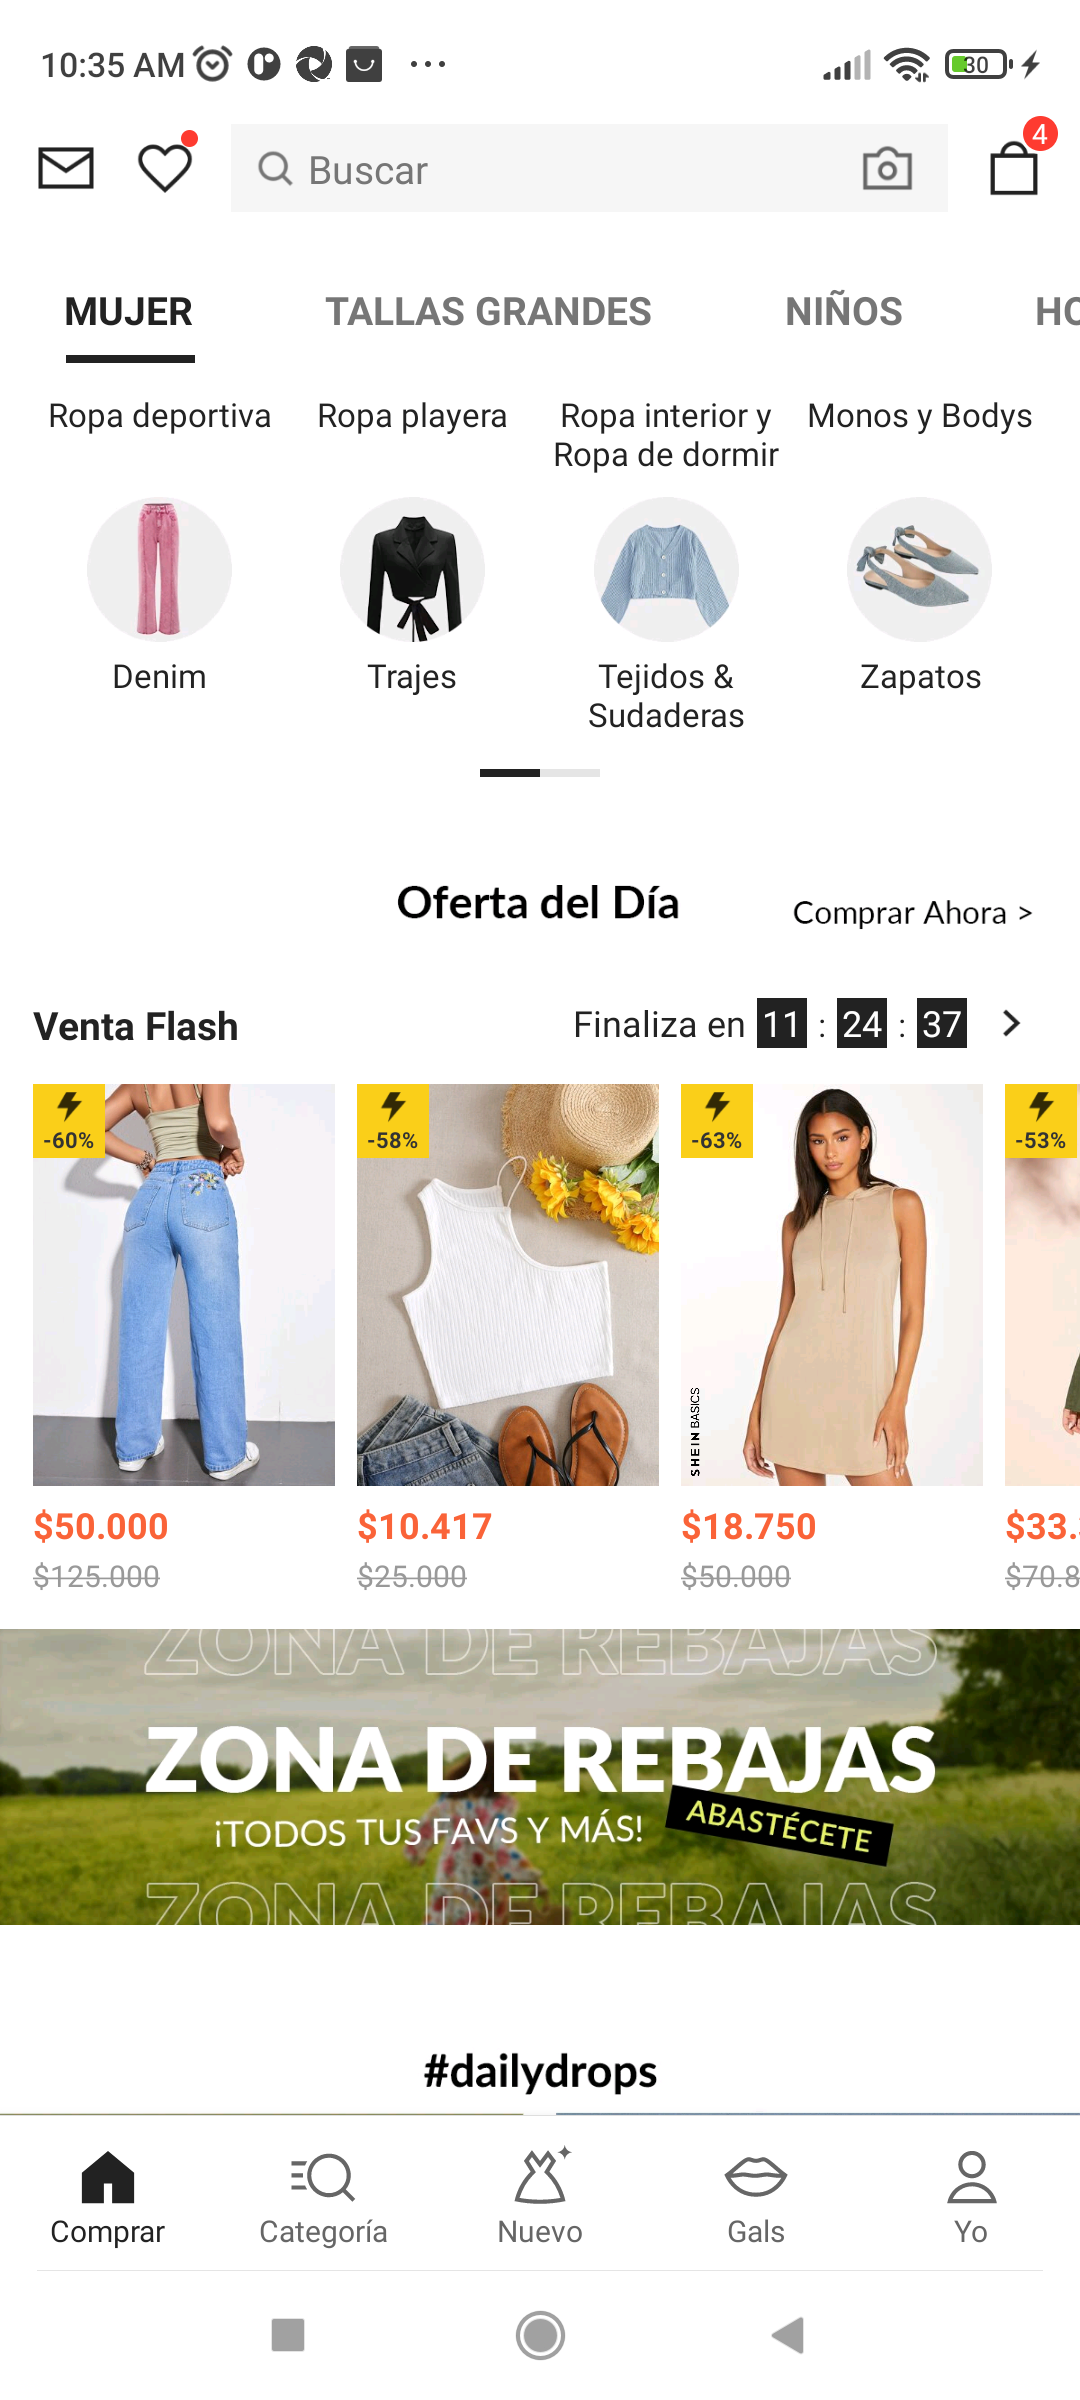 10:35 AM
30
4
Buscar
MUJER
TALLAS GRANDES
NIÑOS
HO
Ropa deportiva
Ropa playera
Ropa interior y
Ropa de dormir
Monos y Bodys
Denim
Trajes
Tejidos &
Sudaderas
Zapatos
Oferta del Día
Comprar Ahora >
Venta Flash
Finaliza en 11 : 24 : 37
-60%
-58%
-63%
-53%
SHEIN BASICS
$50.000
$10.417
$18.750
$33.
$125.000
$25.000
$50.000
$70.8
ZONA DE REBAJAS
ZONA DE REBAJAS
¡TODOS TUS FAVS Y MÁS!
ABASTÉCETE
ZONA DE REBAJAS
#dailydrops
Comprar
Categoría
Nuevo
Gals
Yo